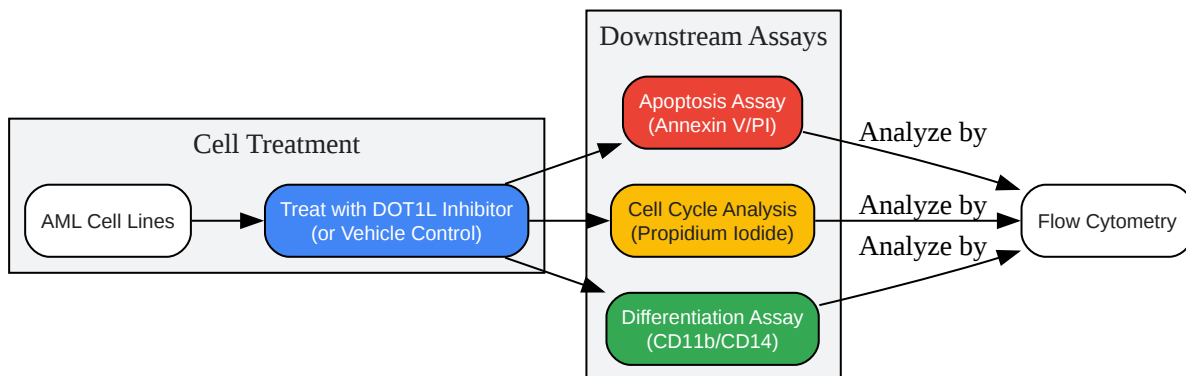 Cell Treatment
AML Cell Lines
Treat with DOT1L Inhibitor
(or Vehicle Control)
Downstream Assays
Apoptosis Assay
(Annexin V/PI)
Cell Cycle Analysis
(Propidium Iodide)
Differentiation Assay
(CD11b/CD14)
Analyze by
Analyze by
Analyze by
Flow Cytometry